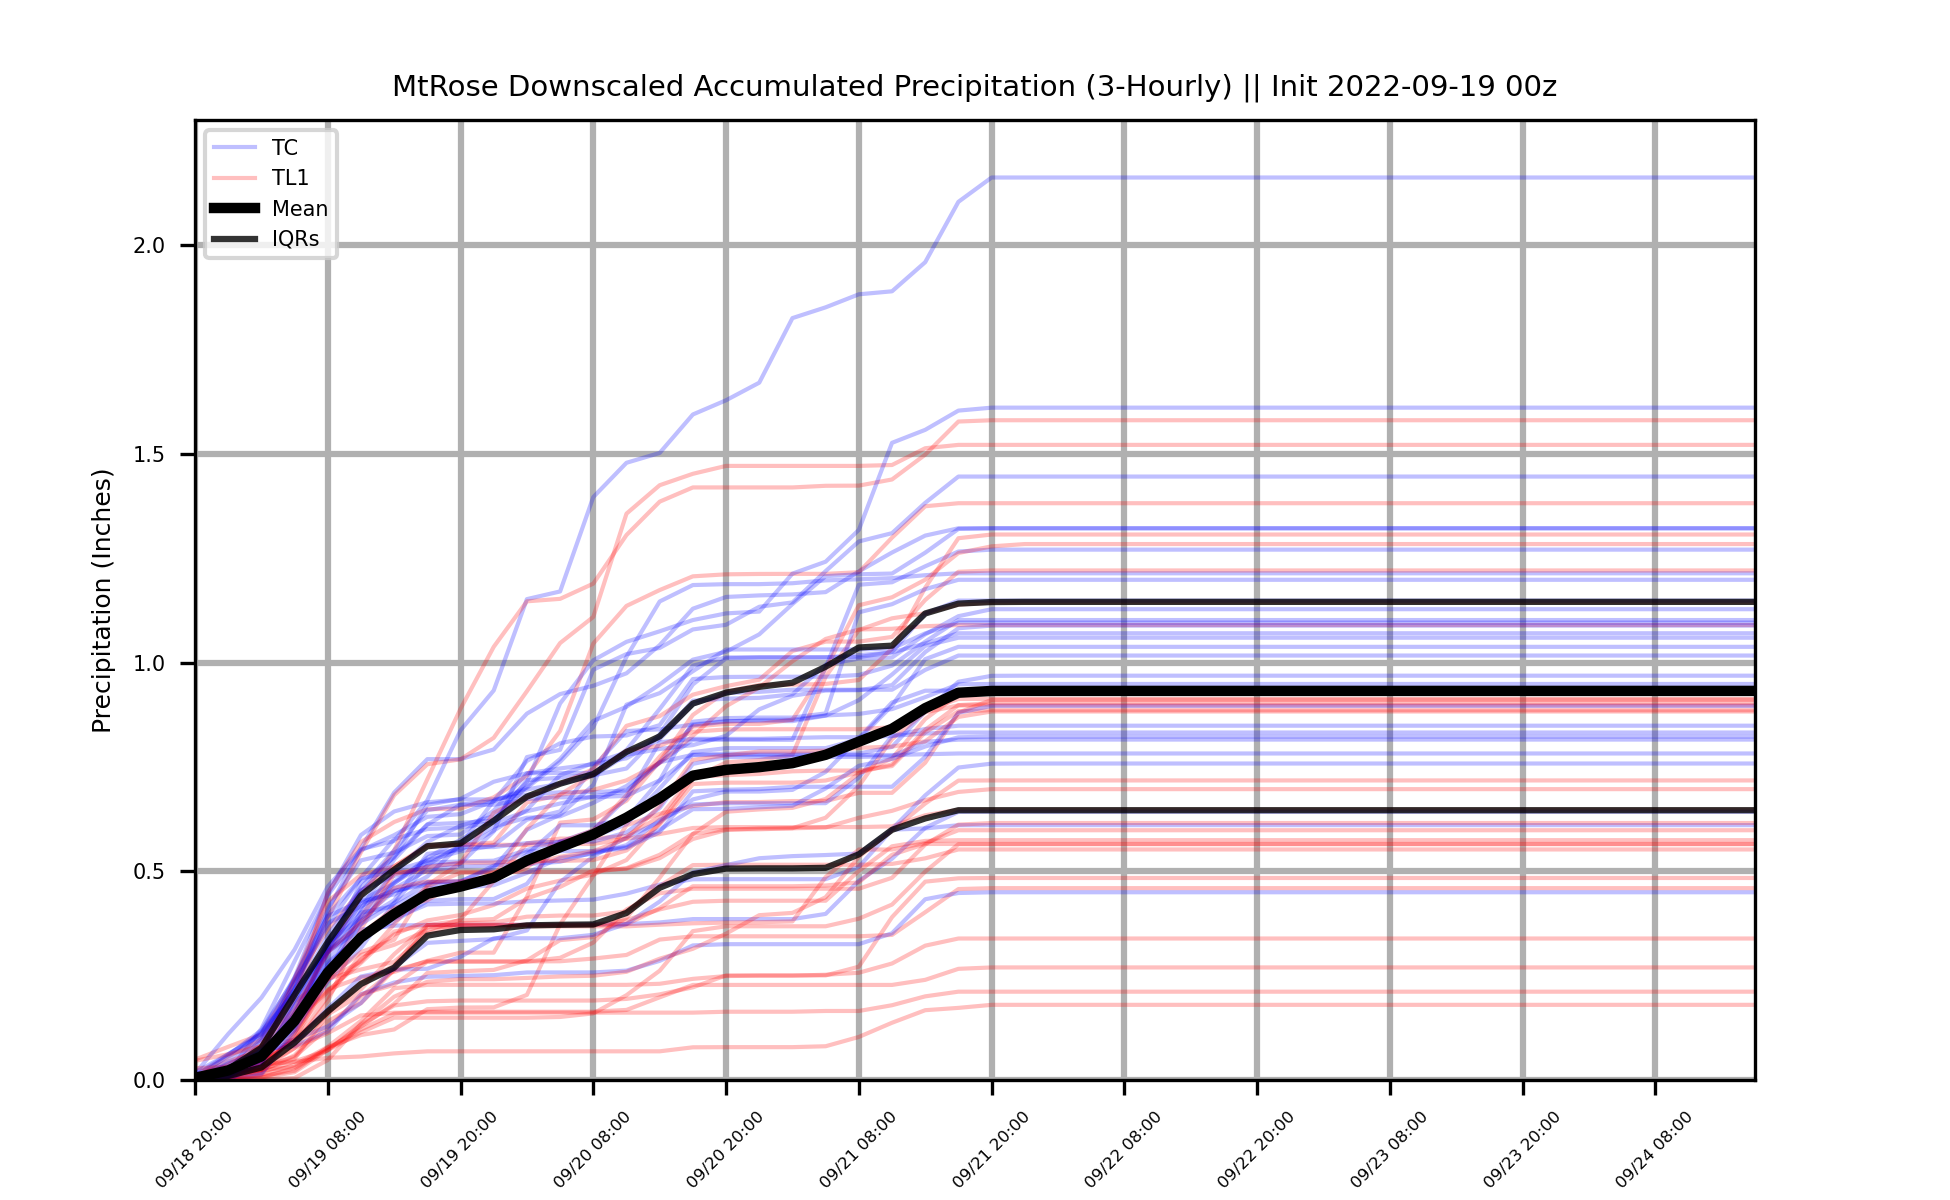 MtRose Downscaled Accumulated Precipitation (3-Hourly) || Init 2022-09-19 00z
TC
TL1
Mean
IQRs
Precipitation (Inches)
2.0
1.5
1.0
0.5
0.0
09/18 20:00
09/19 08:00
09/19 20:00
09/20 08:00
09/20 20:00
09/21 08:00
09/21 20:00
09/22 08:00
09/22 20:00
09/23 08:00
09/23 20:00
09/24 08:00